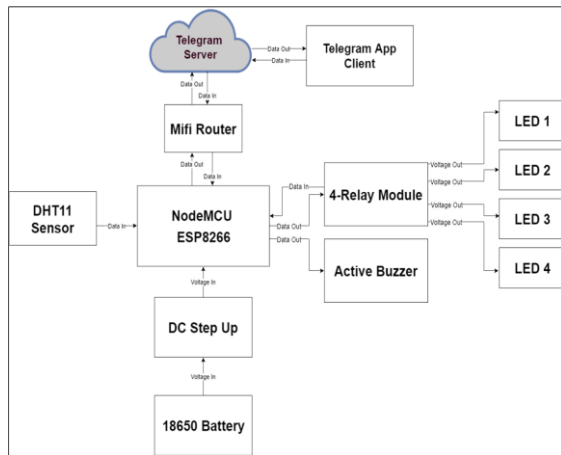 Telegram
Server
Data Out
Data In
Telegram App
Client
Data Out
Data In
Mifi Router
Data Out
Data In
DHT11
Sensor
Data In
NodeMCU
ESP8266
Data In
Data Out
Data Out
4-Relay Module
Voltage Out
Voltage Out
Voltage Out
Voltage Out
LED 1
LED 2
LED 3
LED 4
Active Buzzer
Voltage In
DC Step Up
Voltage In
18650 Battery